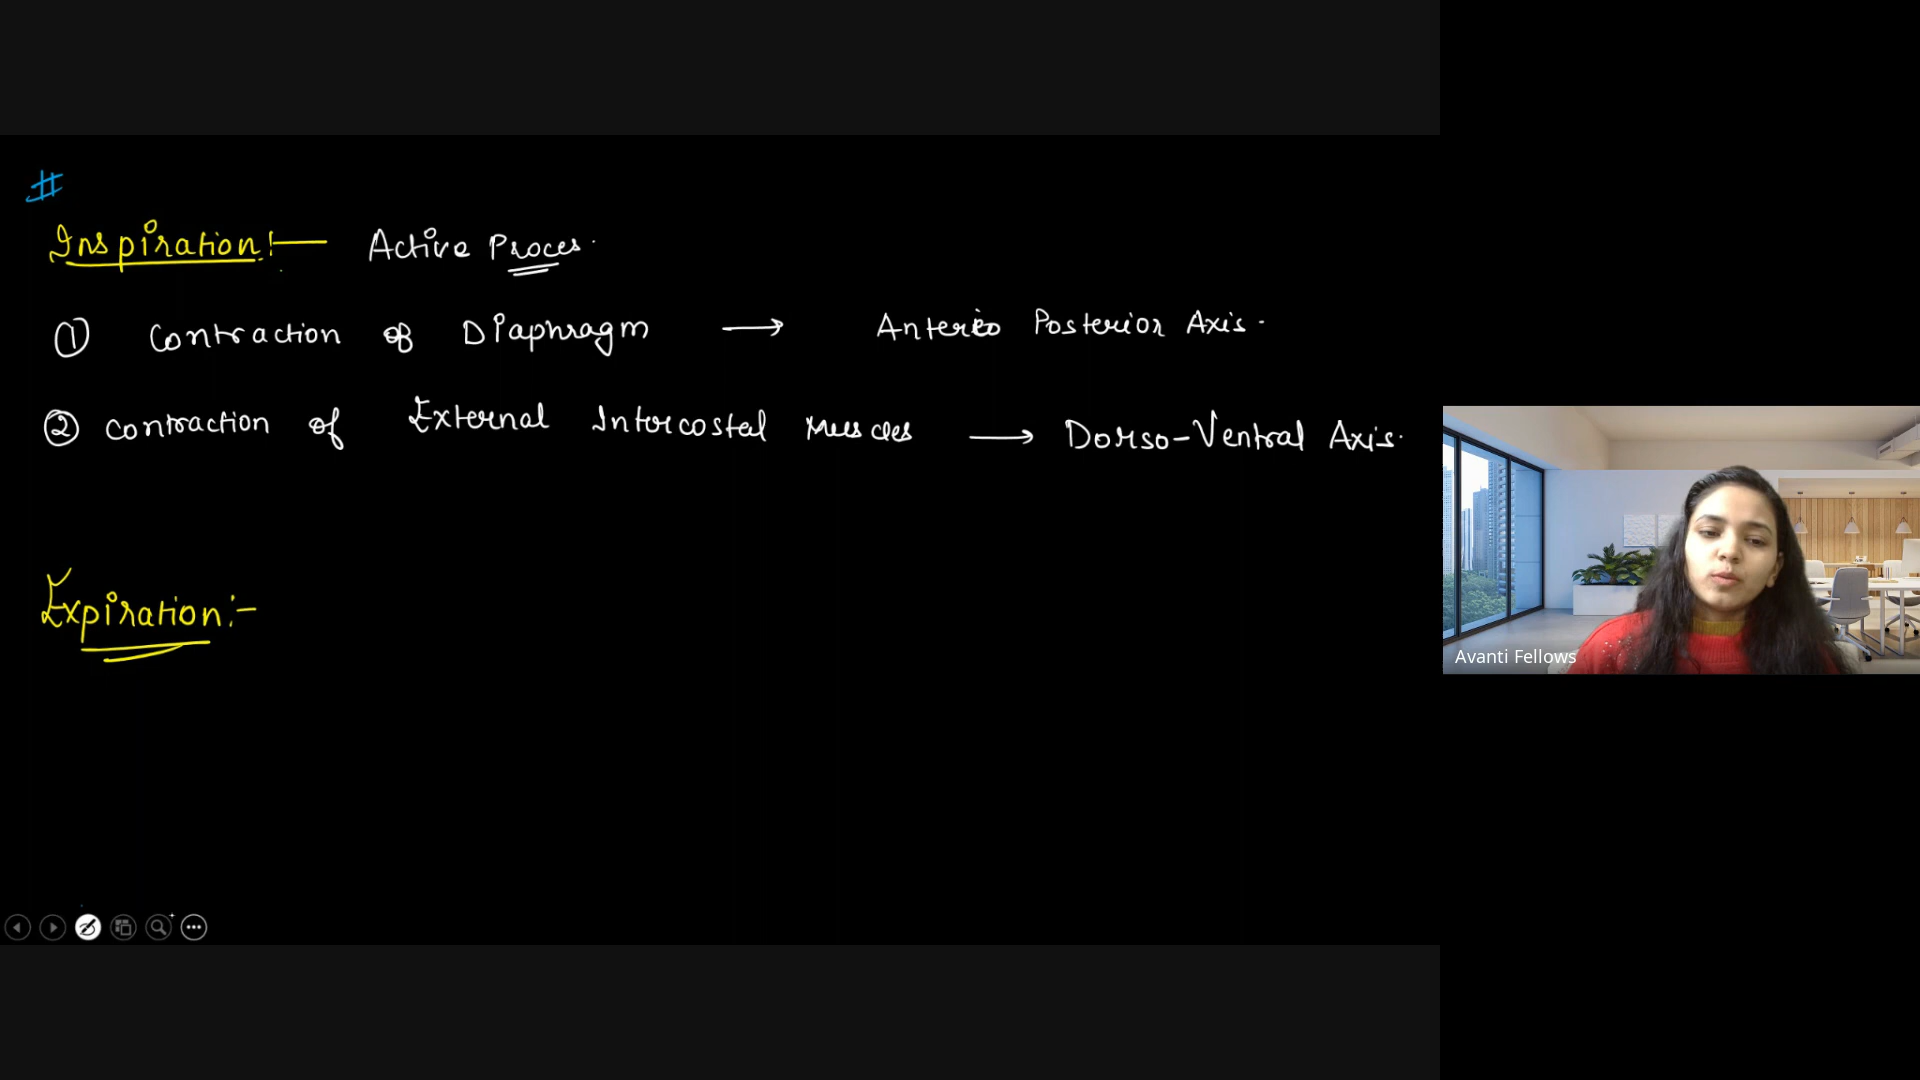 #
Inspiration:— Active Proces.
① Contraction of Diaphragm → Anterio Posterior Axis.
② Contraction of External Intercostal Muscles → Dorso-Ventral Axis.
Expiration:-
Avanti Fellows